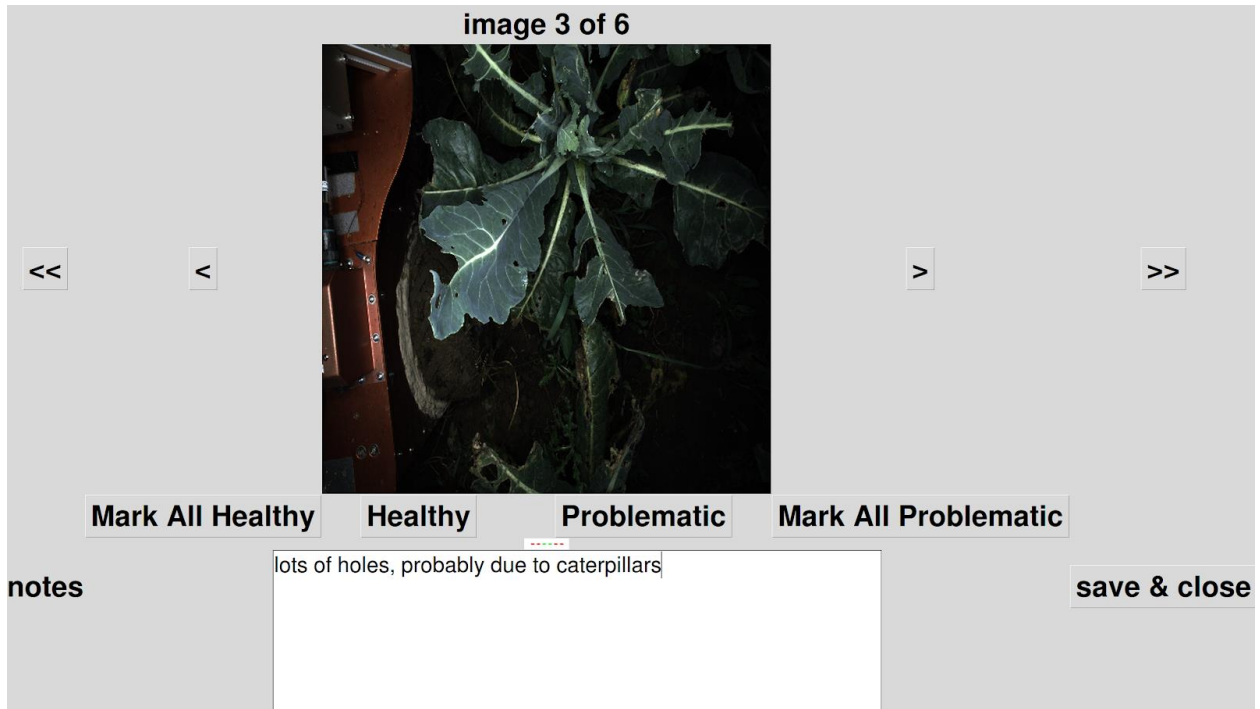 image 3 of 6
<< < > >>
Mark All Healthy Healthy Problematic Mark All Problematic
notes
lots of holes, probably due to caterpillars
save & close